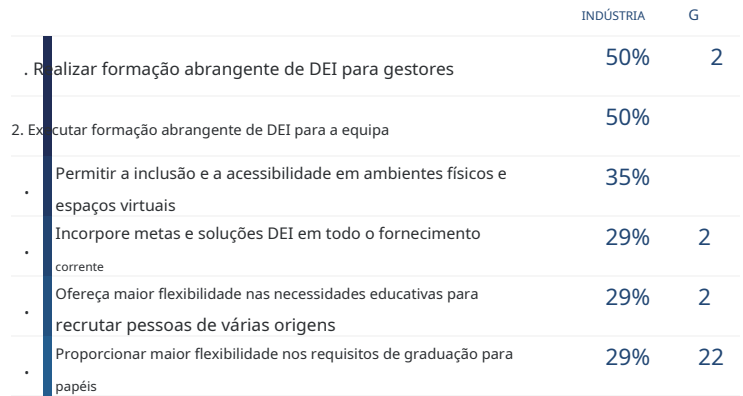 INDÚSTRIA G
. Realizar formação abrangente de DEI para gestores 50% 2
2. Executar formação abrangente de DEI para a equipa 50%
Permitir a inclusão e a acessibilidade em ambientes físicos e 35%
.
espaços virtuais
Incorpore metas e soluções DEI em todo o fornecimento 29% 2
.
corrente
Ofereça maior flexibilidade nas necessidades educativas para 29% 2
.
recrutar pessoas de várias origens
Proporcionar maior flexibilidade nos requisitos de graduação para 29% 22
.
papéis